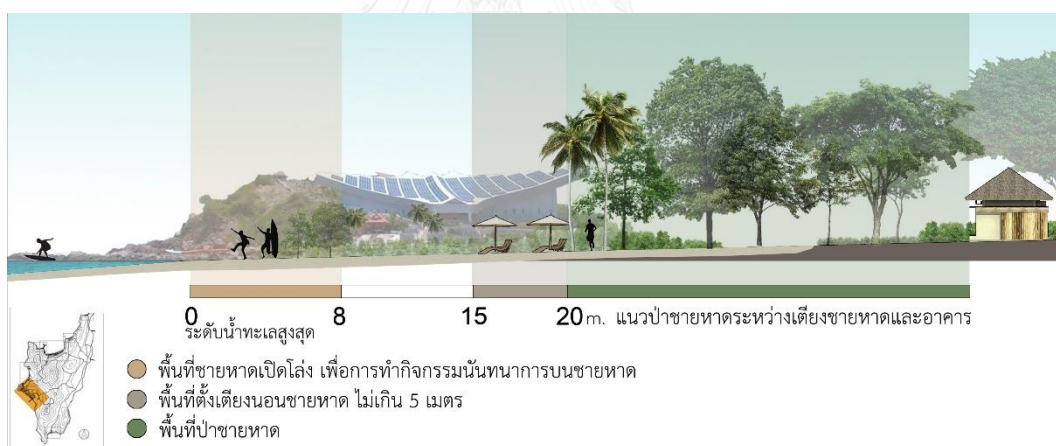 0 8 15 20 m. แนวป่าชายหาดระหว่างเตียงชายหาดและอาคาร
ระดับน้ำทะเลสูงสุด
พื้นที่ชายหาดเปิดโล่ง เพื่อการทำกิจกรรมนันทนาการบนชายหาด
พื้นที่ตั้งเตียงนอนชายหาด ไม่เกิน 5 เมตร
พื้นที่ป่าชายหาด